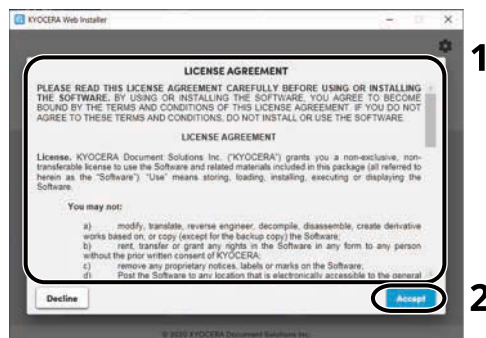 KYOCERA Web Installer
1
LICENSE AGREEMENT
PLEASE READ THIS LICENSE AGREEMENT CAREFULLY BEFORE USING OR INSTALLING
THE SOFTWARE. BY USING OR INSTALLING THE SOFTWARE, YOU AGREE TO BECOME
BOUND BY THE TERMS AND CONDITIONS OF THIS LICENSE AGREEMENT. IF YOU DO NOT
AGREE TO THESE TERMS AND CONDITIONS, DO NOT INSTALL OR USE THE SOFTWARE.
LICENSE AGREEMENT
License. KYOCERA Document Solutions Inc. ("KYOCERA") grants you a non-exclusive, non-
transferable license to use the Software and related materials included in this package (all referred to
herein as the "Software"). "Use" means storing, loading, installing, executing or displaying the
Software.
You may not:
a) modify, translate, reverse engineer, decompile, disassemble, create derivative
works based on, or copy (except for the backup copy) the Software;
b) rent, transfer or grant any rights in the Software in any form to any person
without the prior written consent of KYOCERA;
c) remove any proprietary notices, labels or marks on the Software;
d) Post the Software to any location that is electronically accessible to the general
Decline
Accept
2
© 2020 KYOCERA Document Solutions Inc.